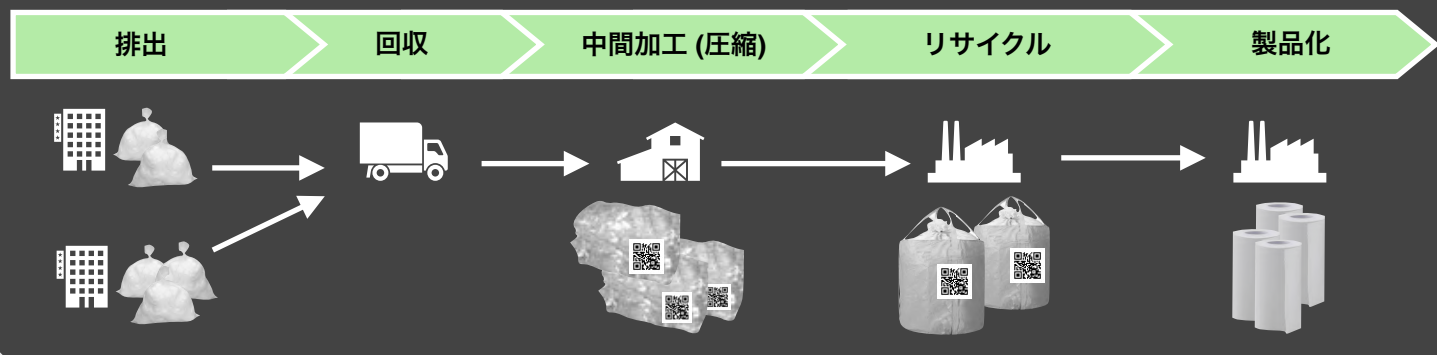 排出
回収
中間加工 (圧縮)
リサイクル
製品化